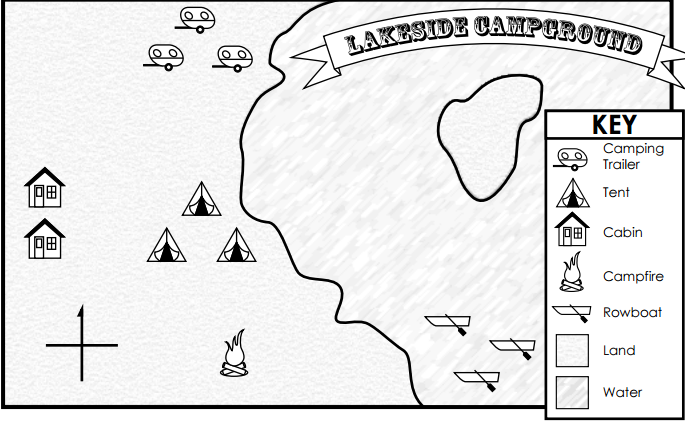 LAKESIDE CAMPGROUND
KEY
Camping
Trailer
Tent
Cabin
Campfire
Rowboat
Land
Water